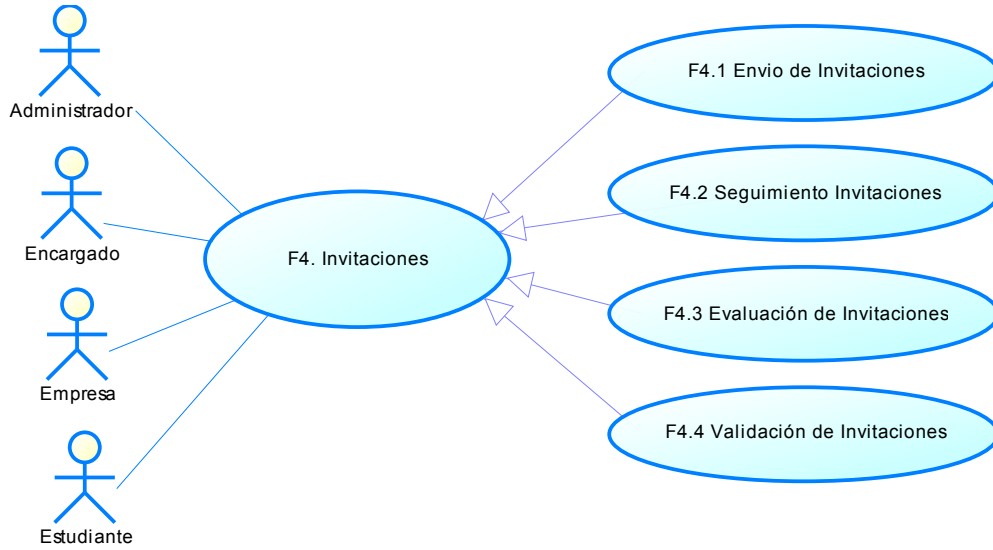 Administrador
Encargado
Empresa
Estudiante
F4. Invitaciones
F4.1 Envio de Invitaciones
F4.2 Seguimiento Invitaciones
F4.3 Evaluación de Invitaciones
F4.4 Validación de Invitaciones